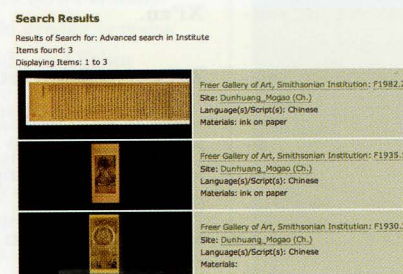 Search Results
Results of Search for: Advanced search in Institute
Items found: 3
Displaying Items: 1 to 3
Freer Gallery of Art, Smithsonian Institution: F1982.
Site: Dunhuang_Mogao (Ch.)
Language(s)/Script(s): Chinese
Materials: ink on paper
Freer Gallery of Art, Smithsonian Institution: F1935.
Site: Dunhuang_Mogao (Ch.)
Language(s)/Script(s): Chinese
Materials: ink on paper
Freer Gallery of Art, Smithsonian Institution: F1930.
Site: Dunhuang_Mogao (Ch.)
Language(s)/Script(s): Chinese
Materials: